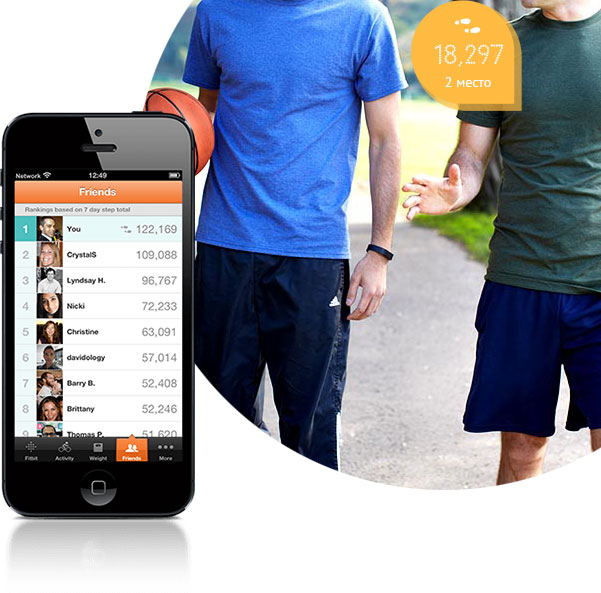 18,297
2 место
Network 12:49
Friends
Rankings based on 7 day step total
1 You 122,169
2 CrystalS 109,088
3 Lyndsay H. 96,767
4 Nicki 72,233
5 Christine 63,091
6 davidology 57,014
7 Barry B. 52,408
8 Brittany 52,246
9 Thomas P. 51,620
Fitbit Activity Weight Friends More